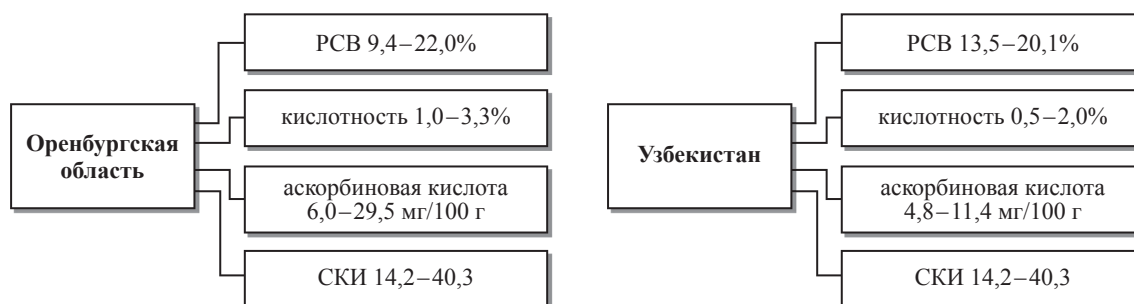 Оренбургская
область
РСВ 9,4–22,0%
кислотность 1,0–3,3%
аскорбиновая кислота
6,0–29,5 мг/100 г
СКИ 14,2–40,3
Узбекистан
РСВ 13,5–20,1%
кислотность 0,5–2,0%
аскорбиновая кислота
4,8–11,4 мг/100 г
СКИ 14,2–40,3